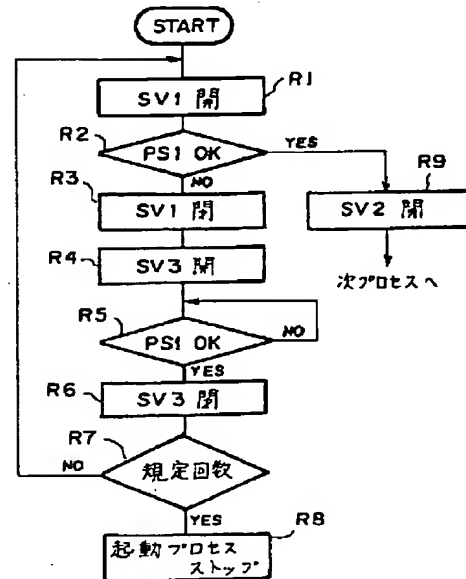 START
R1
SV1 開
R2
PS1 OK
YES
NO
R9
SV2 開
次プロセスへ
R3
SV1 閉
R4
SV3 開
R5
PS1 OK
NO
YES
R6
SV3 閉
R7
規定回数
NO
YES
R8
起動プロセス
ストップ